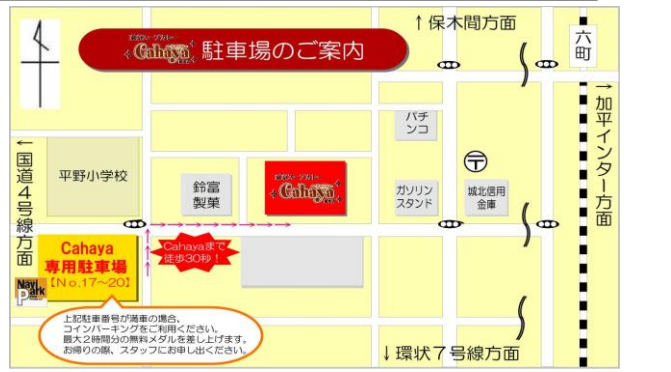 ↑保木間方面
六町
Cahaya 駐車場のご案内
→加平インター方面
パチンコ
〒
←国道4号線方面
平野小学校
鈴富
製菓
Cahaya
ガソリン
スタンド
城北信用
金庫
Cahaya
専用駐車場
【No.17~20】
Cahayaまで
徒歩30秒!
Navi
Park
上記駐車番号が満車の場合、
コインパーキングをご利用ください。
最大2時間分の無料メダルを差し上げます。
お帰りの際、スタッフにお申し出ください。
↓環状7号線方面